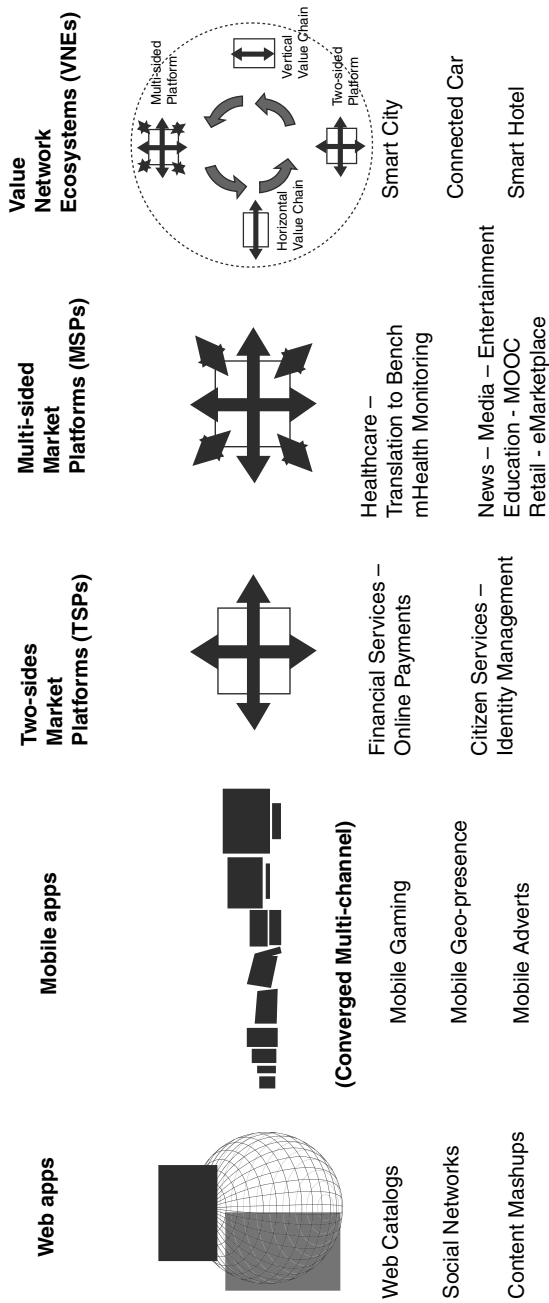 Web apps
Web Catalogs
Social Networks
Content Mashups
Mobile apps
(Converged Multi-channel)
Mobile Gaming
Mobile Geo-presence
Mobile Adverts
Two-sides
Market
Platforms (TSPs)
Financial Services –
Online Payments
Citizen Services –
Identity Management
Multi-sided
Market
Platforms (MSPs)
Healthcare –
Translation to Bench
mHealth Monitoring
News – Media – Entertainment
Education - MOOC
Retail - eMarketplace
Value
Network
Ecosystems (VNEs)
Multi-sided
Platform
Horizontal
Value Chain
Vertical
Value Chain
Two-sided
Platform
Smart City
Connected Car
Smart Hotel